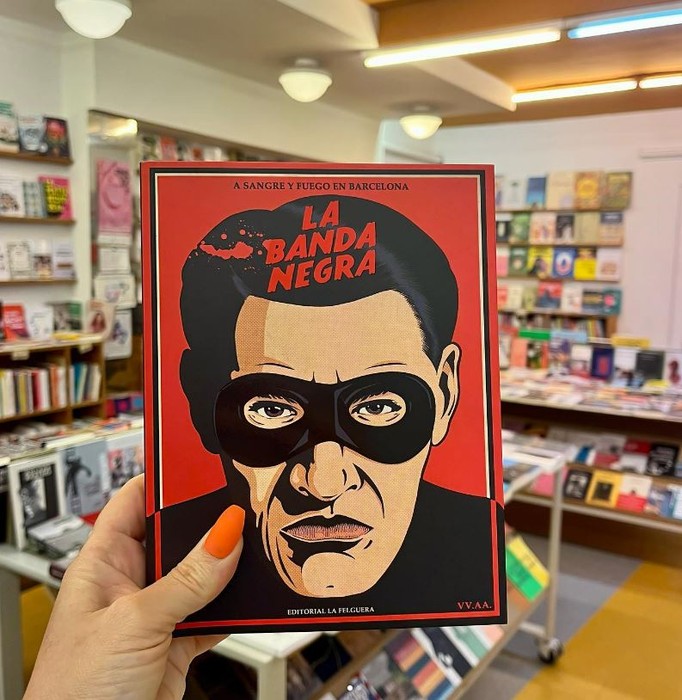 A SANGRE Y FUEGO EN BARCELONA
LA
BANDA
NEGRA
EDITORIAL LA FELGUERA
VV.AA.